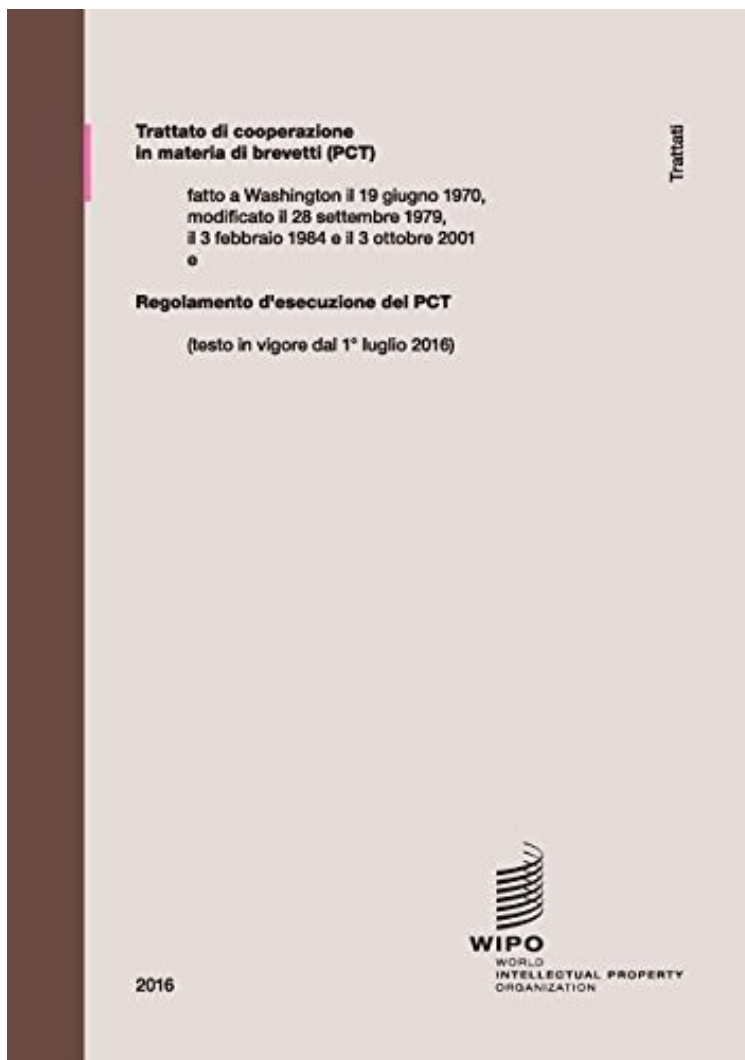 Trattato di cooperazione
in materia di brevetti (PCT)
fatto a Washington il 19 giugno 1970,
modificato il 28 settembre 1979,
il 3 febbraio 1984 e il 3 ottobre 2001
e
Regolamento d'esecuzione del PCT
(testo in vigore dal 1° luglio 2016)
Trattati
WIPO
WORLD
INTELLECTUAL PROPERTY
ORGANIZATION
2016